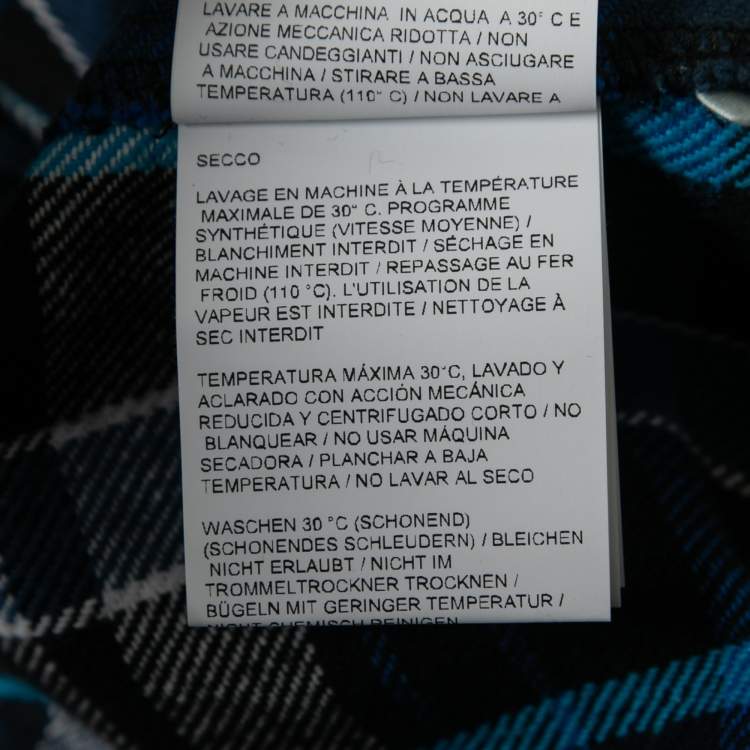 LAVARE A MACCHINA IN ACQUA A 30° C E
AZIONE MECCANICA RIDOTTA / NON
USARE CANDEGGIANTI / NON ASCIUGARE
A MACCHINA / STIRARE A BASSA
TEMPERATURA (110° C) / NON LAVARE A
SECCO
LAVAGE EN MACHINE À LA TEMPÉRATURE
MAXIMALE DE 30° C. PROGRAMME
SYNTHÉTIQUE (VITESSE MOYENNE) /
BLANCHIMENT INTERDIT / SÉCHAGE EN
MACHINE INTERDIT / REPASSAGE AU FER
FROID (110 °C). L'UTILISATION DE LA
VAPEUR EST INTERDITE / NETTOYAGE À
SEC INTERDIT
TEMPERATURA MÁXIMA 30°C, LAVADO Y
ACLARADO CON ACCIÓN MECÁNICA
REDUCIDA Y CENTRIFUGADO CORTO / NO
BLANQUEAR / NO USAR MÁQUINA
SECADORA / PLANCHAR A BAJA
TEMPERATURA / NO LAVAR AL SECO
WASCHEN 30 °C (SCHONEND)
(SCHONENDES SCHLEUDERN) / BLEICHEN
NICHT ERLAUBT / NICHT IM
TROMMELTROCKNER TROCKNEN /
BÜGELN MIT GERINGER TEMPERATUR /
NICHT CHEMISCH REINIGEN